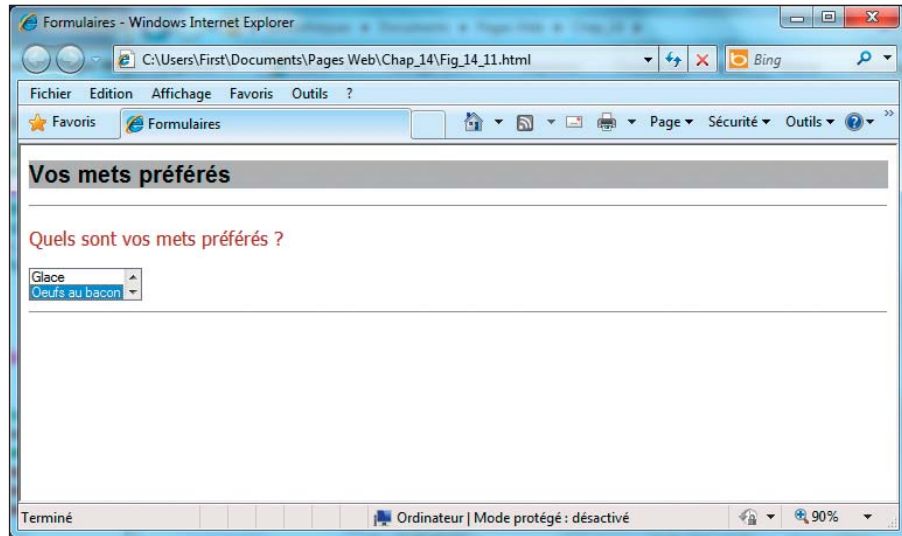 Formulaires - Windows Internet Explorer
C:\Users\First\Documents\Pages Web\Chap_14\Fig_14_11.html
Bing
Fichier Edition Affichage Favoris Outils ?
Favoris Formulaires Page Sécurité Outils
Vos mets préférés
Quels sont vos mets préférés ?
Glace
Oeufs au bacon
Terminé Ordinateur | Mode protégé : désactivé 90%